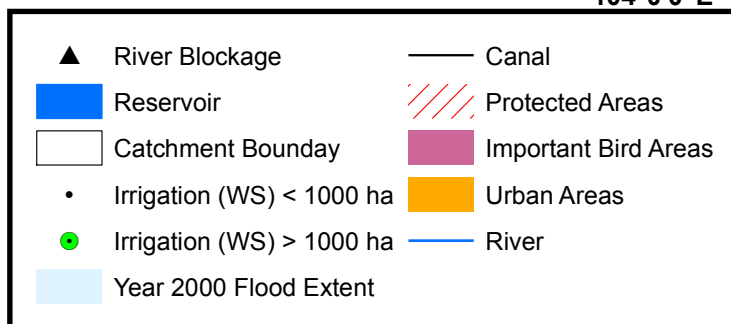 River Blockage
Reservoir
Catchment Bounday
Irrigation (WS) < 1000 ha
Irrigation (WS) > 1000 ha
Year 2000 Flood Extent
Canal
Protected Areas
Important Bird Areas
Urban Areas
River